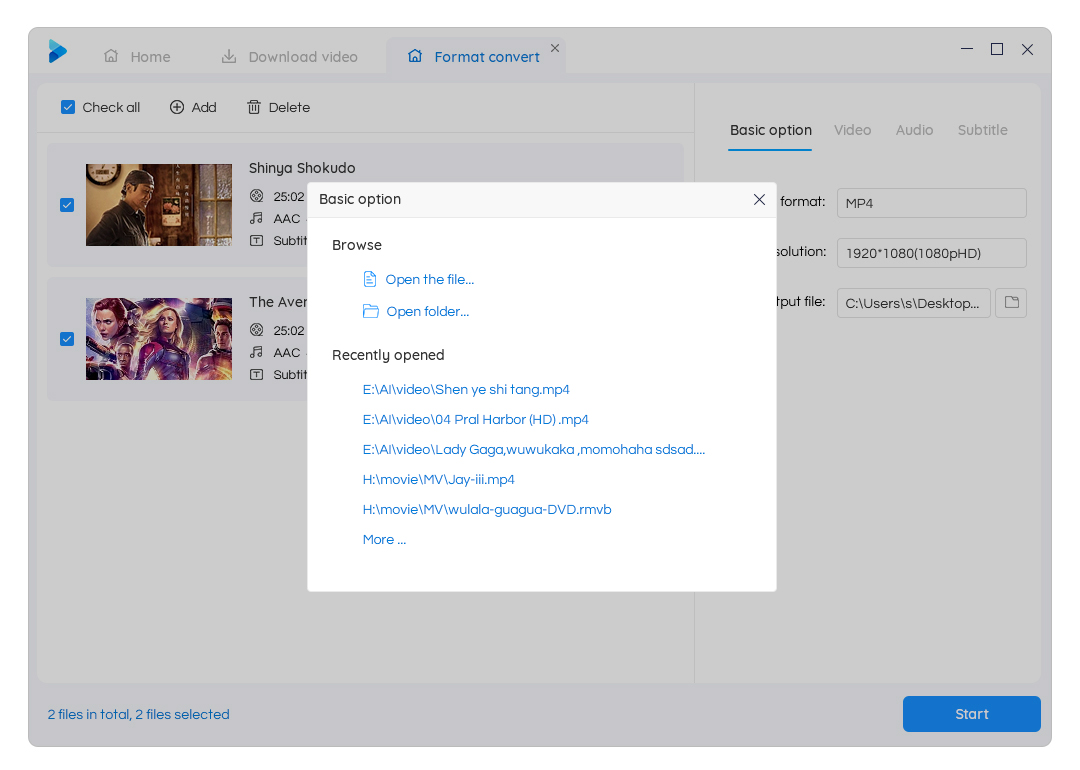 Home
Download video
Format convert
Check all
Add
Delete
Basic option
Video
Audio
Subtitle
Shinya Shokudo
25:02
AAC
Subtit
The Aven
25:02
AAC
Subtit
format:
MP4
solution:
1920*1080(1080pHD)
tput file:
C:\Users\s\Desktop...
Basic option
Browse
Open the file...
Open folder...
Recently opened
E:\AI\video\Shen ye shi tang.mp4
E:\AI\video\04 Pral Harbor (HD) .mp4
E:\AI\video\Lady Gaga,wuwukaka ,momohaha sdsad....
H:\movie\MV\Jay-iii.mp4
H:\movie\MV\wulala-guagua-DVD.rmvb
More ...
2 files in total, 2 files selected
Start